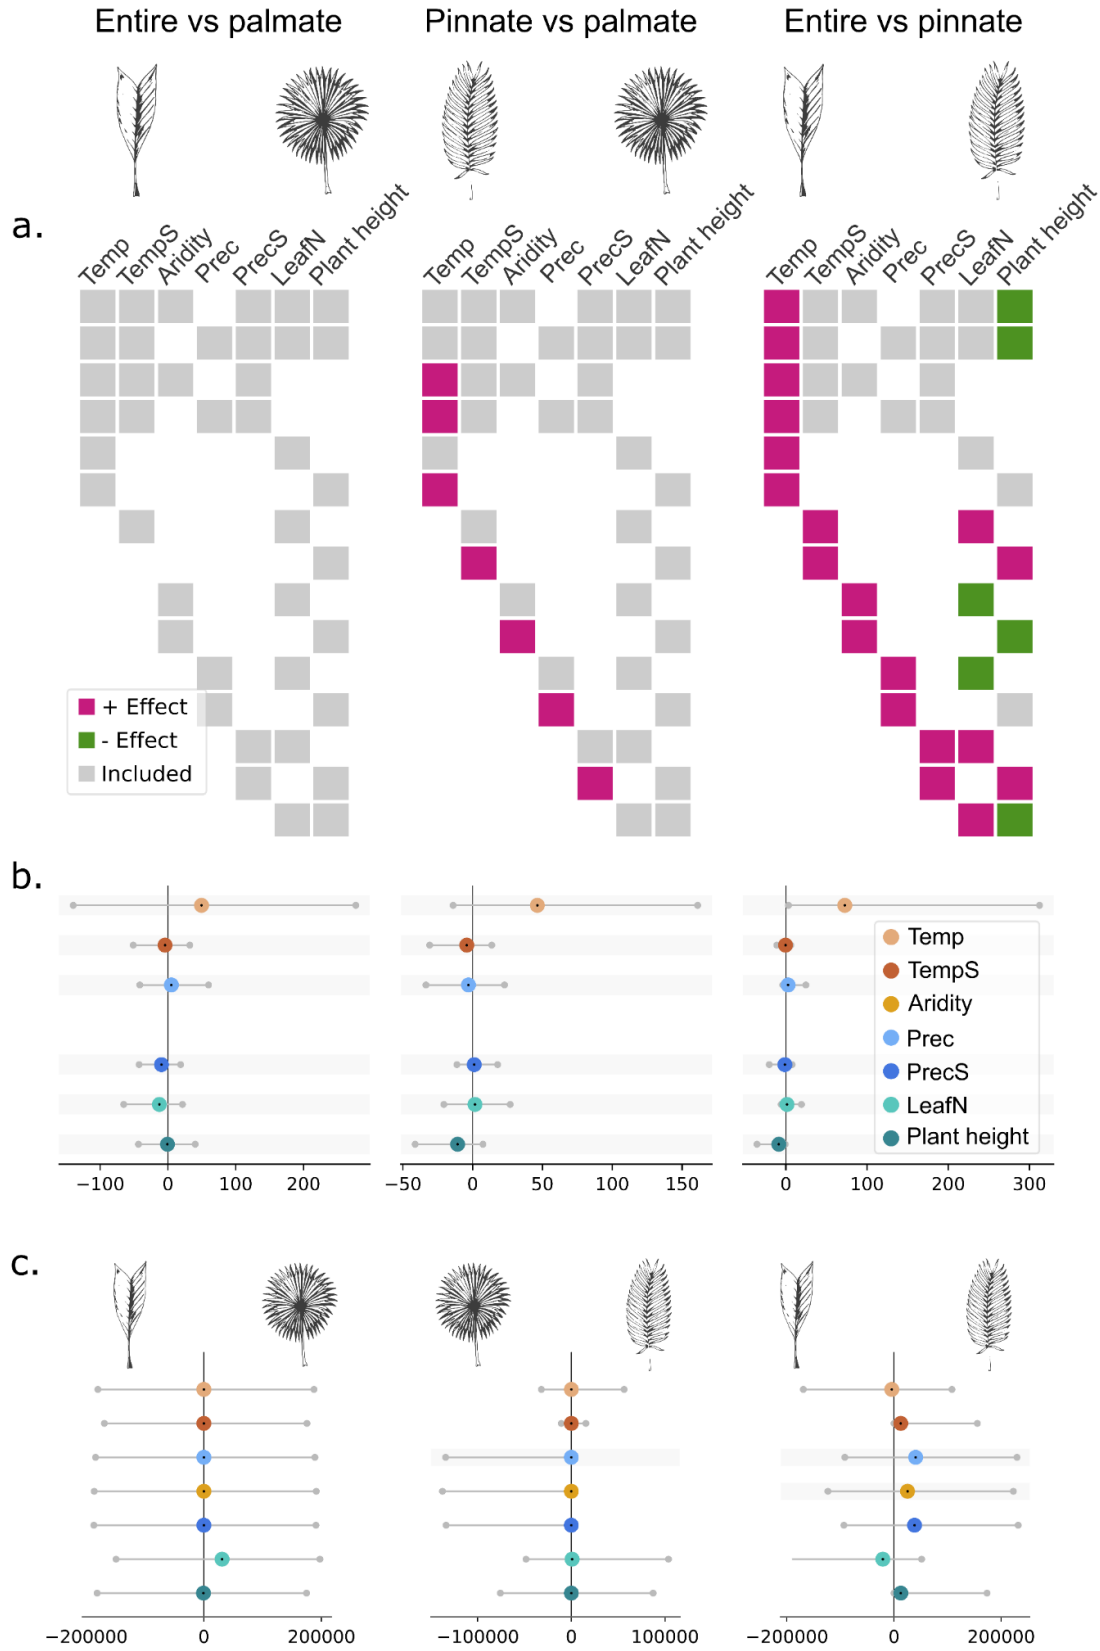 Entire vs palmate Pinnate vs palmate Entire vs pinnate
a.
Temp TempS Aridity Prec PrecS LeafN Plant height Temp TempS Aridity Prec PrecS LeafN Plant height Temp TempS Aridity Prec PrecS LeafN Plant height
+ Effect
- Effect
Included
b.
Temp
TempS
Aridity
Prec
PrecS
LeafN
Plant height
−100 0 100 200 −50 0 50 100 150 0 100 200 300
c.
−200000 0 200000 −100000 0 −200000 0 200000